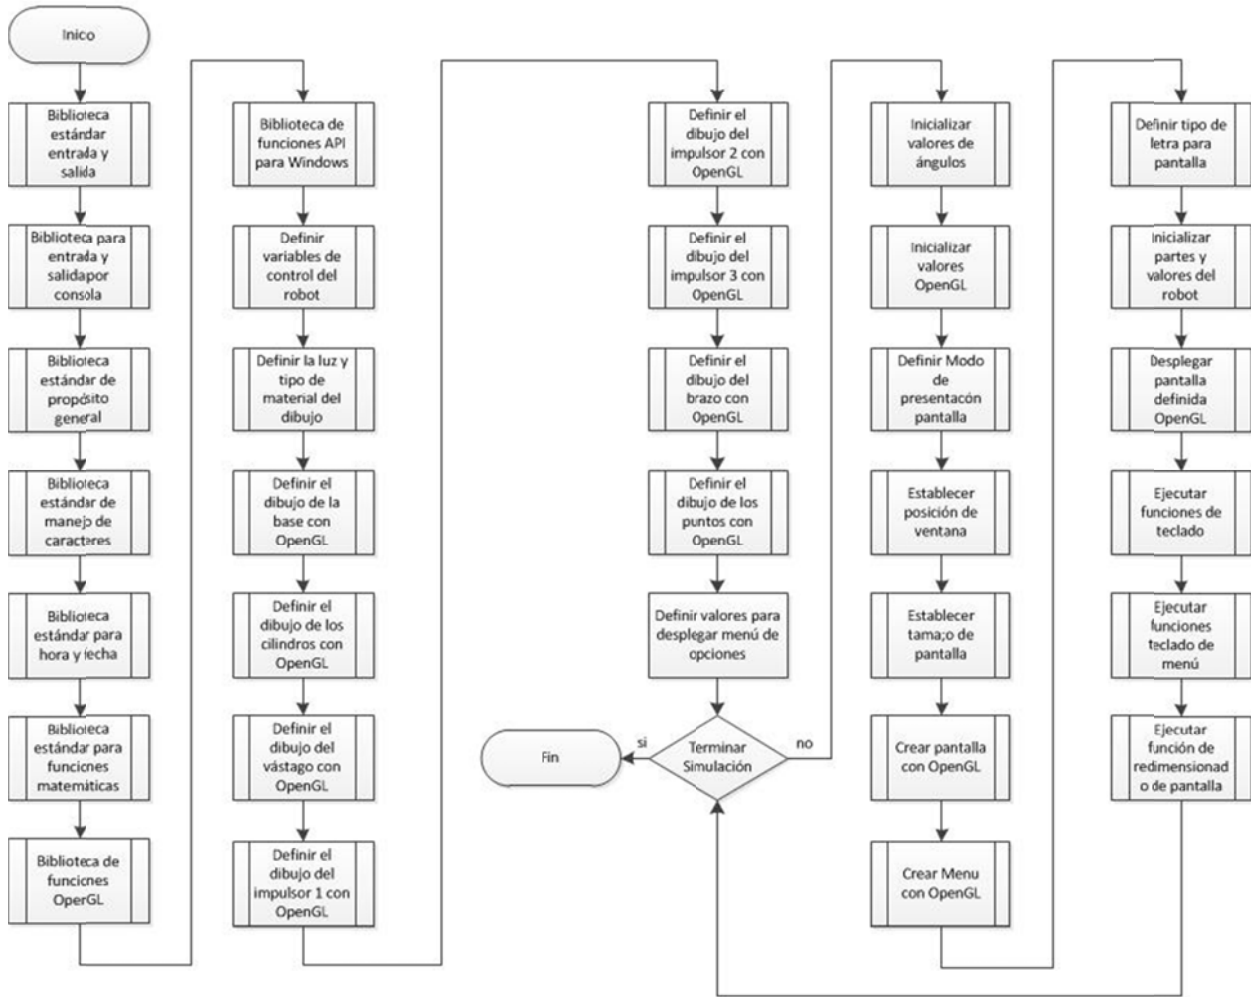 Inico
Biblioteca
estándar
entrada y
salida
Biblioteca para
entrada y
salidapor
consola
Biblioteca
estándar de
propósito
general
Biblioteca
estándar de
manejo de
caracteres
Biblioteca
estándar para
hora y fecha
Biblioteca
estándar para
funciones
matemáticas
Biblioteca de
funciones
OpenGL
Biblioteca de
funciones API
para Windows
Definir
variables de
control del
robot
Definir la luz y
tipo de
material del
dibujo
Definir el
dibujo de la
base con
OpenGL
Definir el
dibujo de los
cilindros con
OpenGL
Definir el
dibujo del
vástago con
OpenGL
Definir el
dibujo del
impulsor 1 con
OpenGL
Definir el
dibujo del
impulsor 2 con
OpenGL
Definir el
dibujo del
impulsor 3 con
OpenGL
Definir el
dibujo del
brazo con
OpenGL
Definir el
dibujo de los
puntos con
OpenGL
Definir valores para
desplegar menú de
opciones
Terminar
Simulación
si
no
Fin
Inicializar
valores de
ángulos
Inicializar
valores
OpenGL
Definir Modo
de
presentacón
pantalla
Establecer
posición de
ventana
Establecer
tama;o de
pantalla
Crear pantalla
con OpenGL
Crear Menu
con OpenGL
Definir tipo de
letra para
pantalla
Inicializar
partes y
valores del
robot
Desplegar
pantalla
definida
OpenGL
Ejecutar
funciones de
teclado
Ejecutar
funciones
teclado de
menú
Ejecutar
función de
redimensionad
o de pantalla